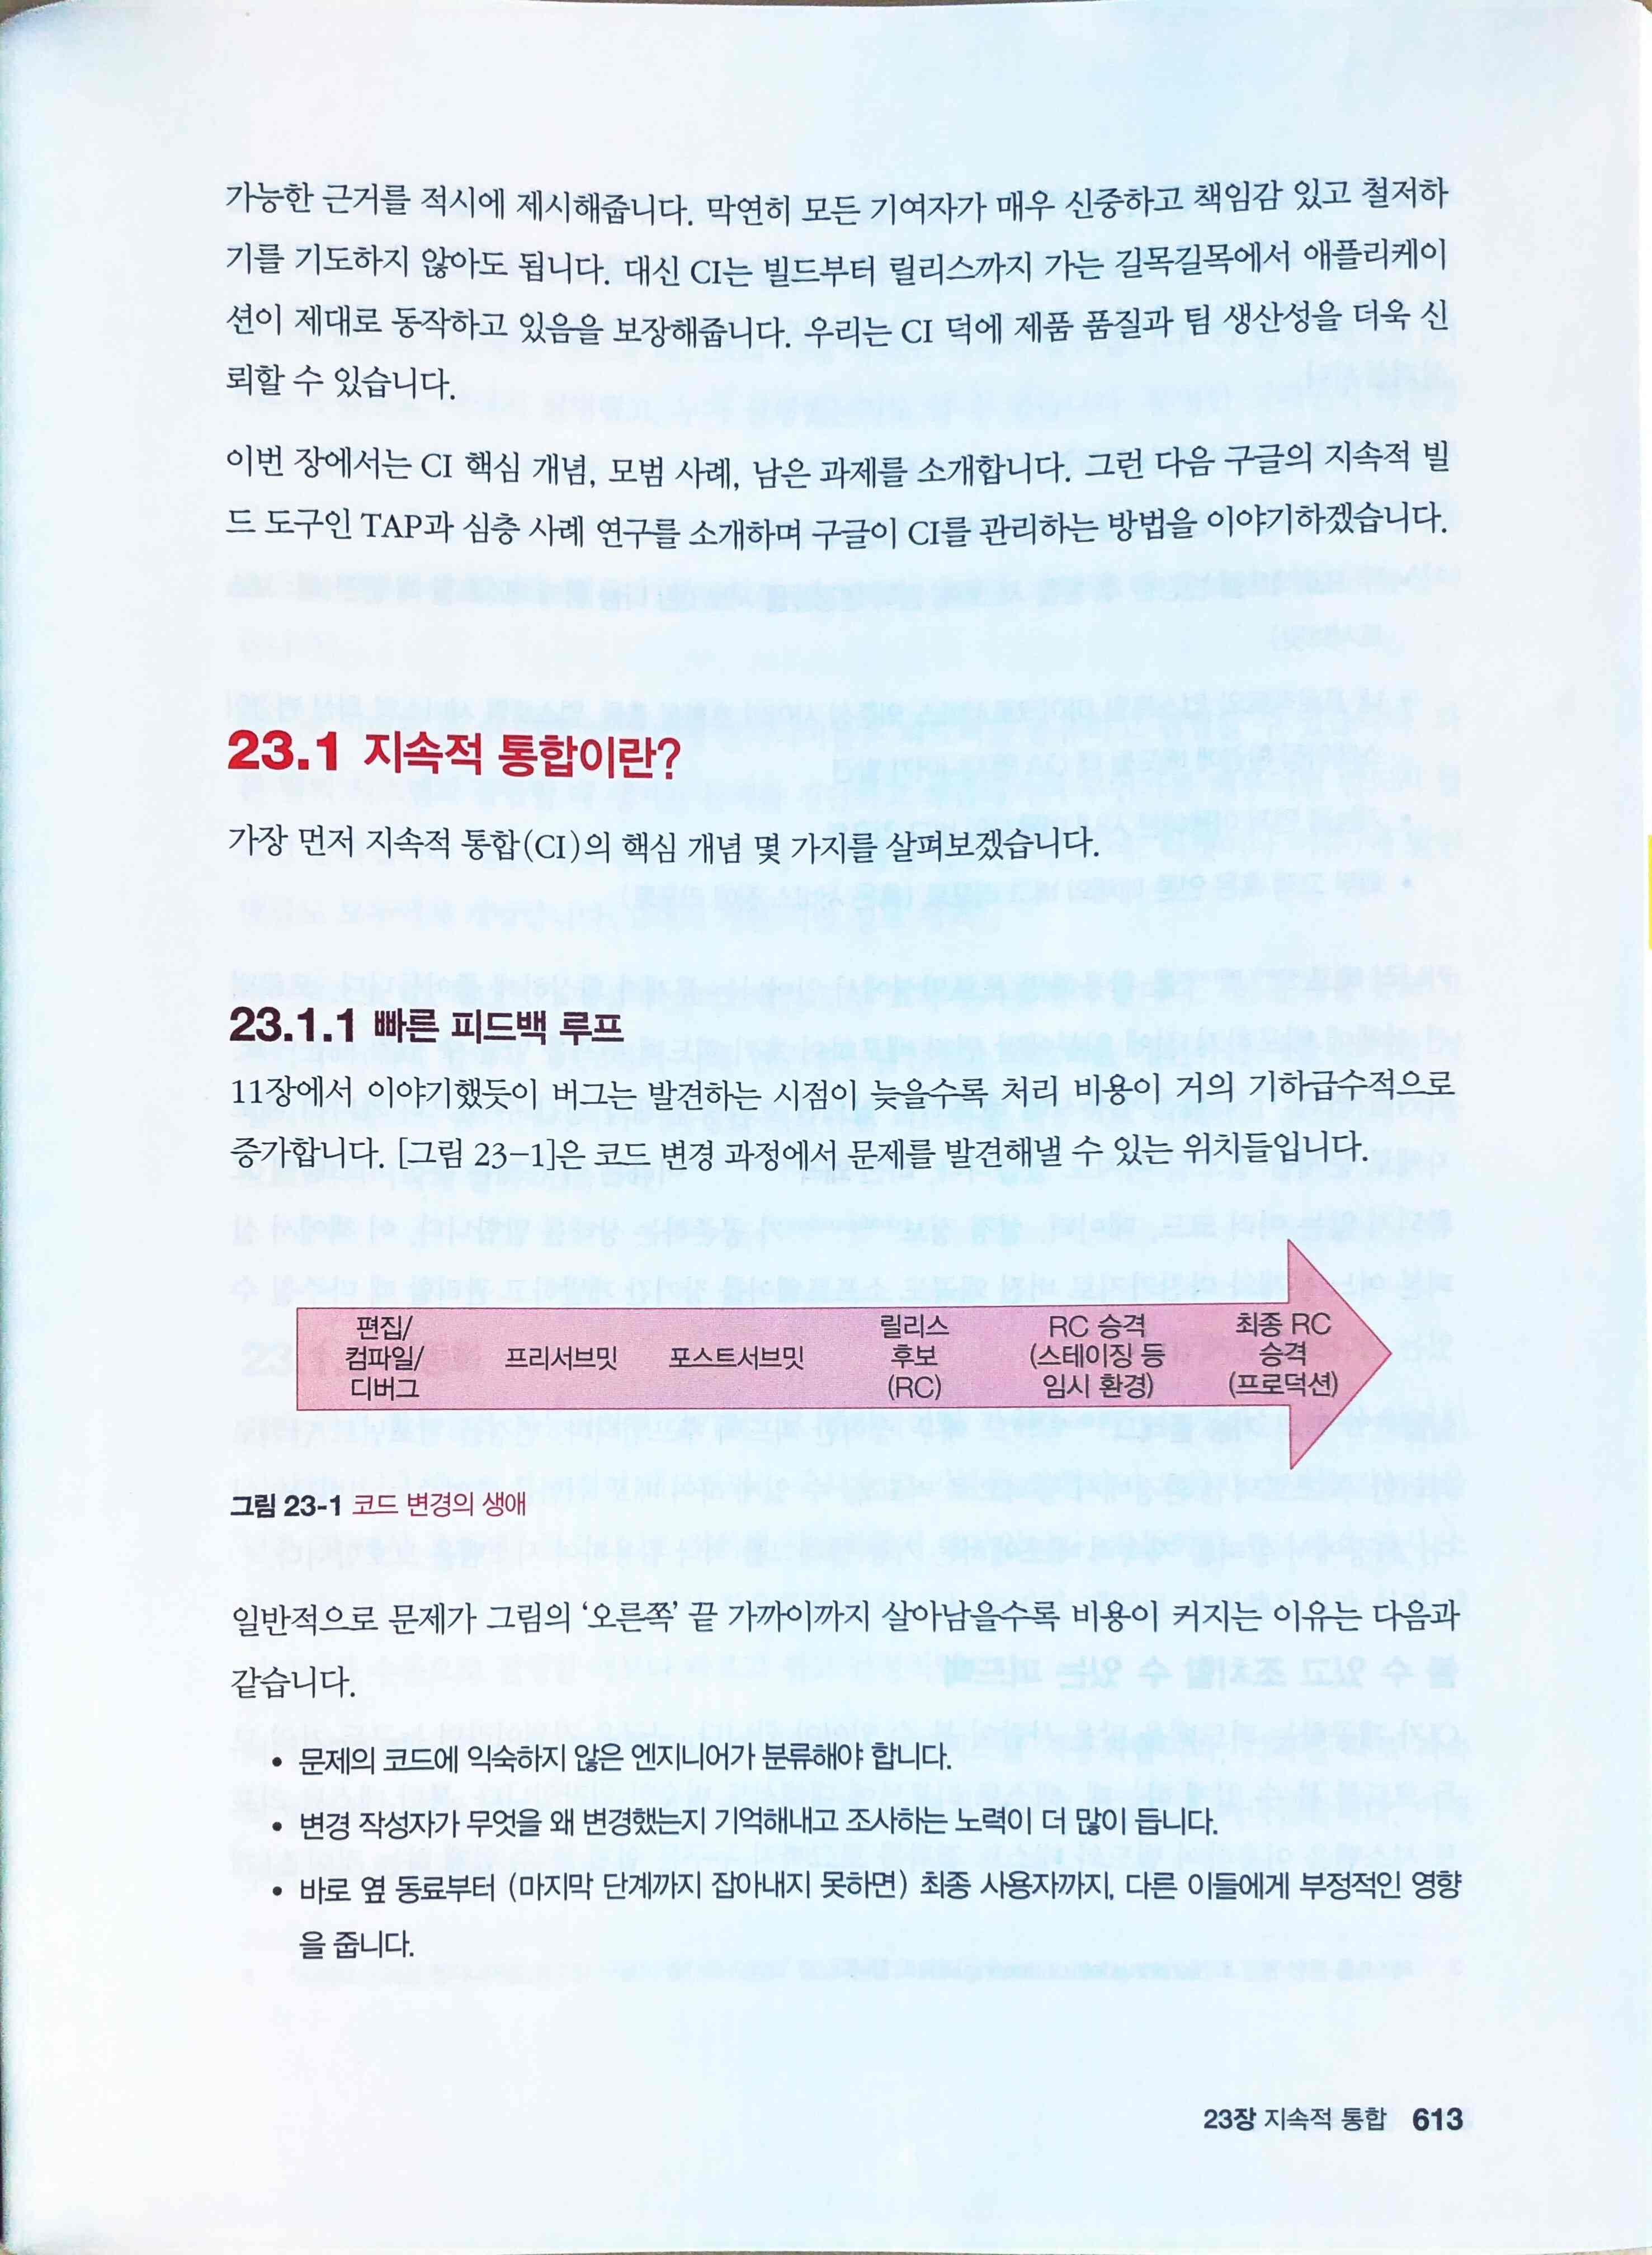 가능한 근거를 적시에 제시해줍니다. 막연히 모든 기여자가 매우 신중하고 책임감 있고 철저하
기를 기도하지 않아도 됩니다. 대신 CI는 빌드부터 릴리스까지 가는 길목길목에서 애플리케이
션이 제대로 동작하고 있음을 보장해줍니다. 우리는 CI 덕에 제품 품질과 팀 생산성을 더욱 신
뢰할 수 있습니다.
이번 장에서는 CI 핵심 개념, 모범 사례, 남은 과제를 소개합니다. 그런 다음 구글의 지속적 빌
드 도구인 TAP과 심층 사례 연구를 소개하며 구글이 CI를 관리하는 방법을 이야기하겠습니다.
23.1 지속적 통합이란?
가장 먼저 지속적 통합(CI)의 핵심 개념 몇 가지를 살펴보겠습니다.
23.1.1 빠른 피드백 루프
11장에서 이야기했듯이 버그는 발견하는 시점이 늦을수록 처리 비용이 거의 기하급수적으로
증가합니다. [그림 23-1]은 코드 변경 과정에서 문제를 발견해낼 수 있는 위치들입니다.
편집/
컴파일/
디버그
프리서브밋
포스트서브밋
릴리스
후보
(RC)
RC 승격
(스테이징 등
임시 환경)
최종 RC
승격
(프로덕션)
그림 23-1 코드 변경의 생애
일반적으로 문제가 그림의 ‘오른쪽’ 끝 가까이까지 살아남을수록 비용이 커지는 이유는 다음과
같습니다.
• 문제의 코드에 익숙하지 않은 엔지니어가 분류해야 합니다.
• 변경 작성자가 무엇을 왜 변경했는지 기억해내고 조사하는 노력이 더 많이 듭니다.
• 바로 옆 동료부터 (마지막 단계까지 잡아내지 못하면) 최종 사용자까지, 다른 이들에게 부정적인 영향
을 줍니다.
23장 지속적 통합 613